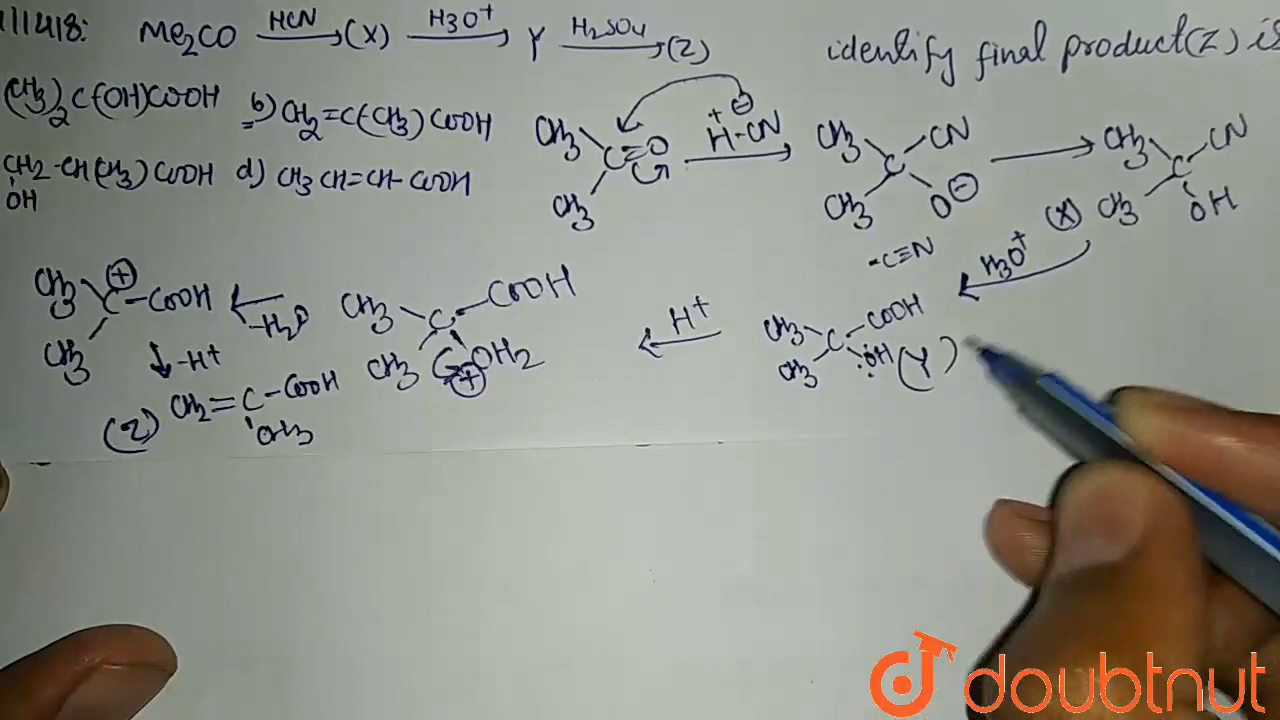 111418: Me2CO HCN (X) H3O+ Y H2SO4 (Z) identify final product(Z) is
(CH3)2C(OH)COOH b) CH2=C(CH3)COOH
CH2-CH(CH3)COOH d) CH3CH=CH-COOH
OH
CH3 C=O CH3 H-CN + ⊖
CH3 C CN CH3 O⊖
CH3 C CN CH3 OH (X)
-C≡N
H3O+
CH3 C COOH CH3 OH (Y)
H+
CH3 C COOH CH3 OH2 ⊕
-H2O
CH3 C⊕ -COOH CH3
-H+
(Z) CH2=C-COOH
CH3
doubtnut